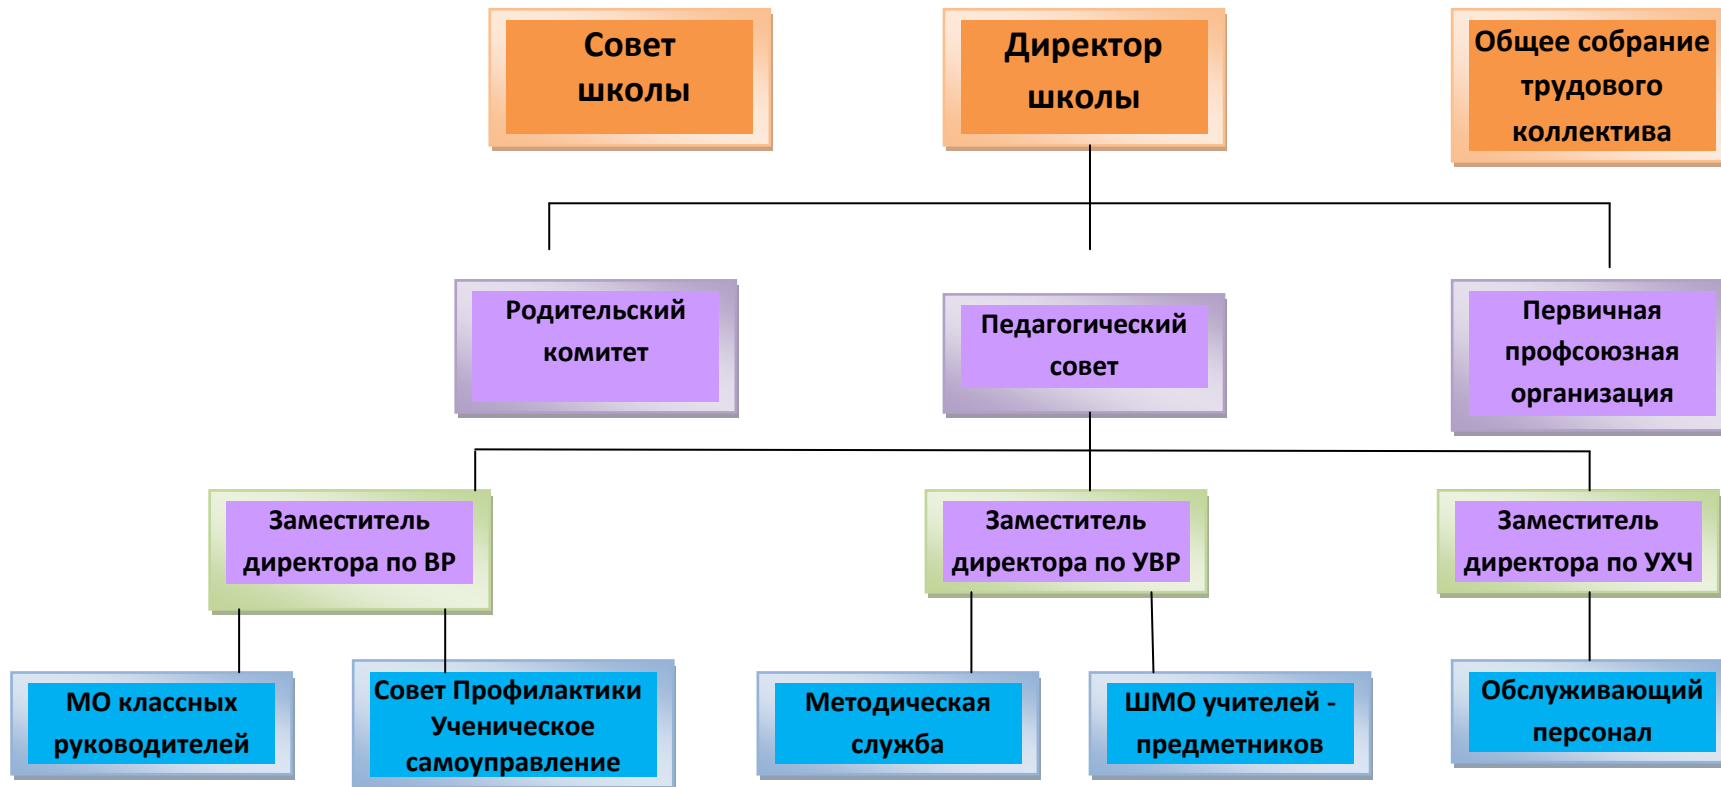 Совет
школы
Директор
школы
Общее собрание
трудового
коллектива
Родительский
комитет
Педагогический
совет
Первичная
профсоюзная
организация
Заместитель
директора по ВР
Заместитель
директора по УВР
Заместитель
директора по УХЧ
МО классных
руководителей
Совет Профилактики
Ученическое
самоуправление
Методическая
служба
ШМО учителей -
предметников
Обслуживающий
персонал